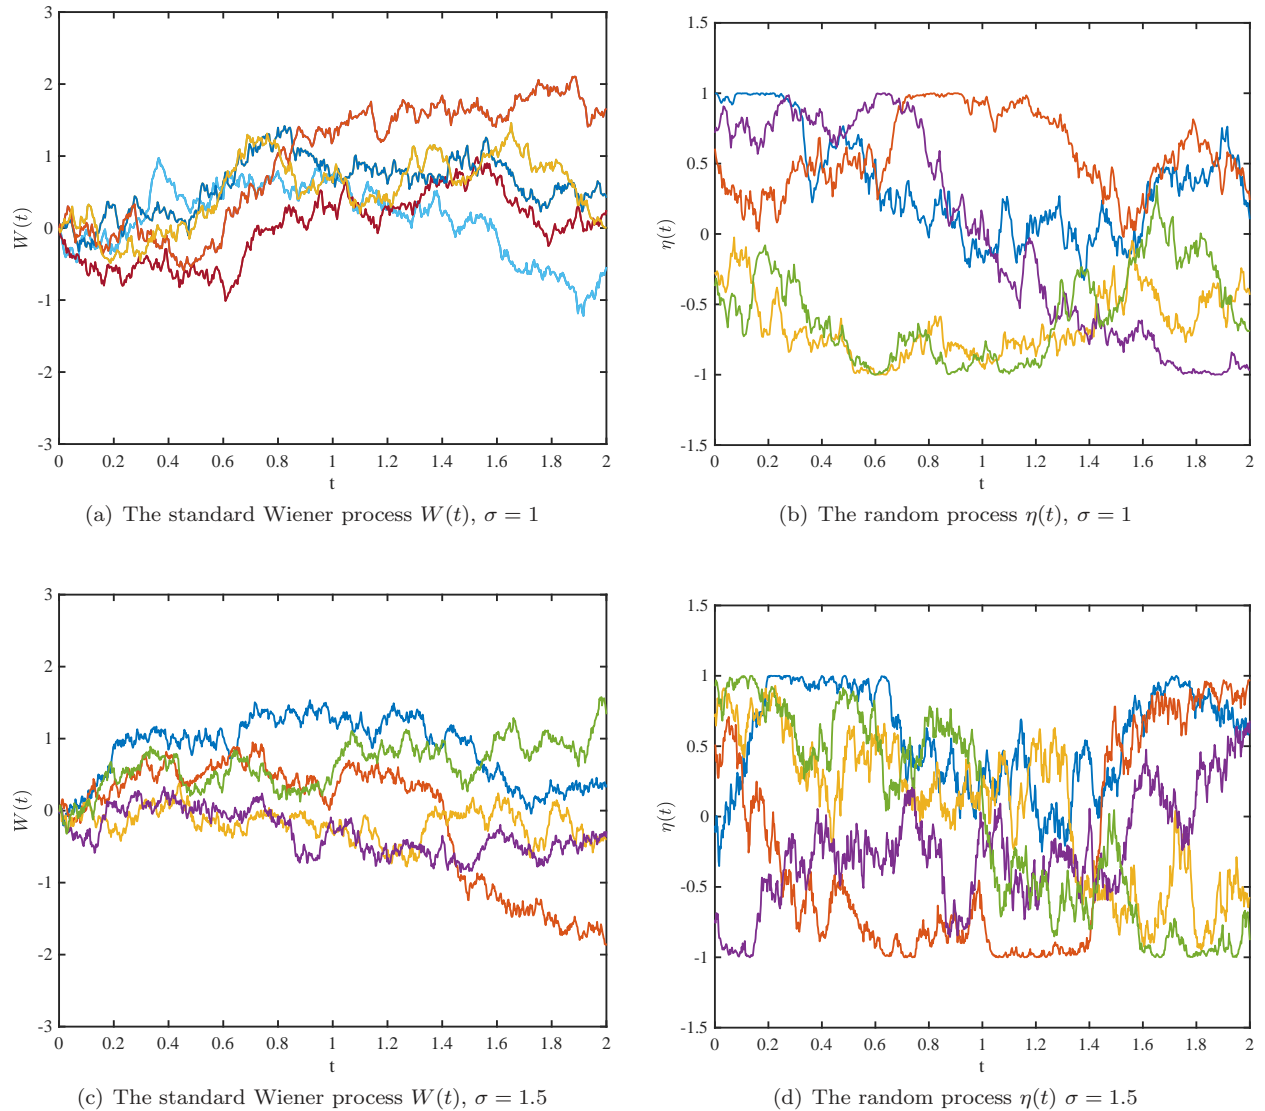 3
2
1
0
-1
-2
-3
W(t)
0 0.2 0.4 0.6 0.8 1 1.2 1.4 1.6 1.8 2
t
(a) The standard Wiener process W(t), σ = 1
1.5
1
0.5
0
-0.5
-1
-1.5
η(t)
0 0.2 0.4 0.6 0.8 1 1.2 1.4 1.6 1.8 2
t
(b) The random process η(t), σ = 1
3
2
1
0
-1
-2
-3
W(t)
0 0.2 0.4 0.6 0.8 1 1.2 1.4 1.6 1.8 2
t
(c) The standard Wiener process W(t), σ = 1.5
1.5
1
0.5
0
-0.5
-1
-1.5
η(t)
0 0.2 0.4 0.6 0.8 1 1.2 1.4 1.6 1.8 2
t
(d) The random process η(t) σ = 1.5